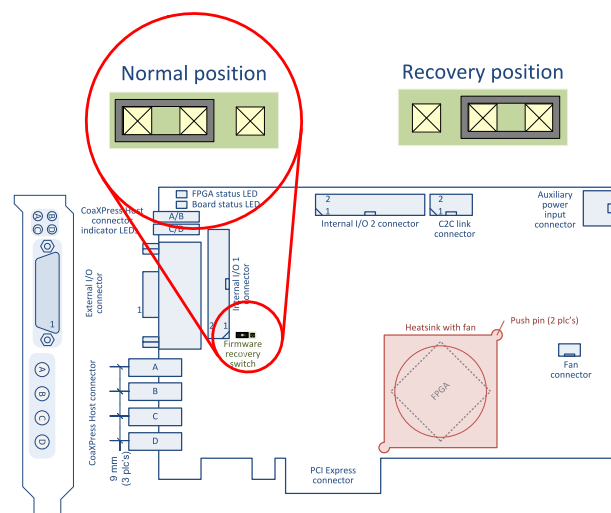 Normal position
Recovery position
FPGA status LED
Board status LED
CoaXPress Host
connector
indicator LED
A/B
C/D
2
1
Internal I/O 2 connector
2
1
C2C link
connector
Auxiliary
power
input
connector
B D
A C
External I/O
connector
1
1
Internal I/O 1
connector
2 1
Firmware
recovery
switch
Heatsink with fan
Push pin (2 plc's)
FPGA
Fan
connector
CoaXPress Host connector
A
B
C
D
A
B
C
D
9 mm
(3 plc's)
PCI Express
connector